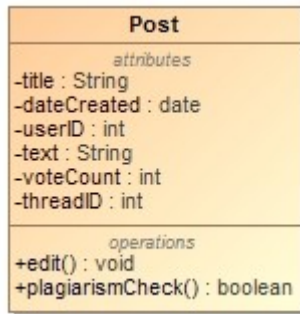 Post
attributes
-title : String
-dateCreated : date
-userID : int
-text : String
-voteCount : int
-threadID : int
operations
+edit() : void
+plagiarismCheck() : boolean